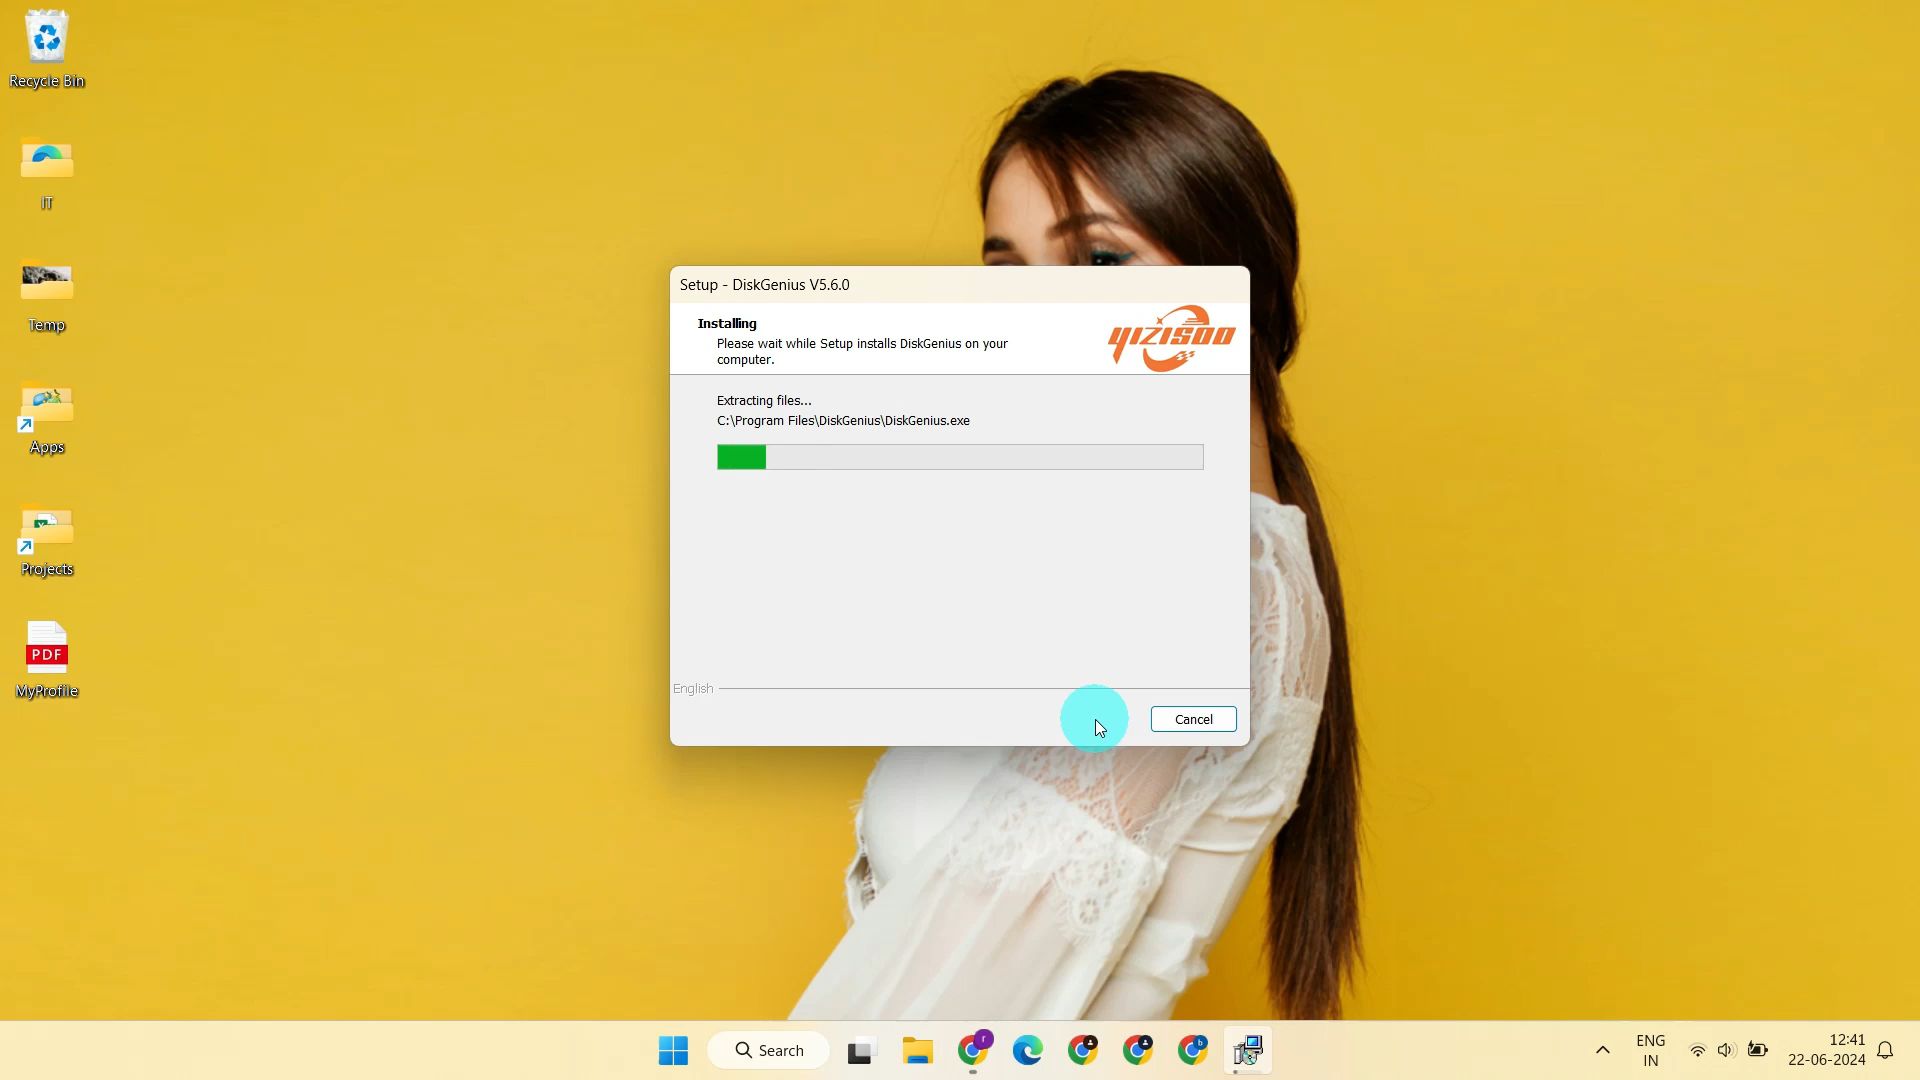 Recycle Bin
IT
Temp
Apps
Projects
PDF
MyProfile
Setup - DiskGenius V5.6.0
Installing
Please wait while Setup installs DiskGenius on your
computer.
YIZISOO
Extracting files...
C:\Program Files\DiskGenius\DiskGenius.exe
English
Cancel
Search
r
b
ENG
IN
12:41
22-06-2024